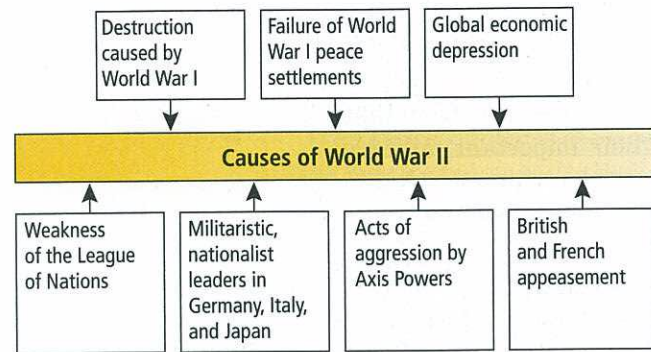 Destruction
caused by
World War I
Failure of World
War I peace
settlements
Global economic
depression
Causes of World War II
Weakness
of the League
of Nations
Militaristic,
nationalist
leaders in
Germany, Italy,
and Japan
Acts of
aggression by
Axis Powers
British
and French
appeasement